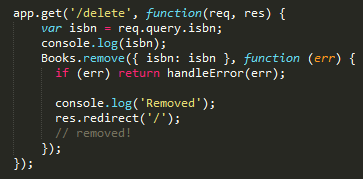 app.get('/delete', function(req, res) {
    var isbn = req.query.isbn;
    console.log(isbn);
    Books.remove({ isbn: isbn }, function (err) {
      if (err) return handleError(err);

      console.log('Removed');
      res.redirect('/');
      // removed!
    });
});